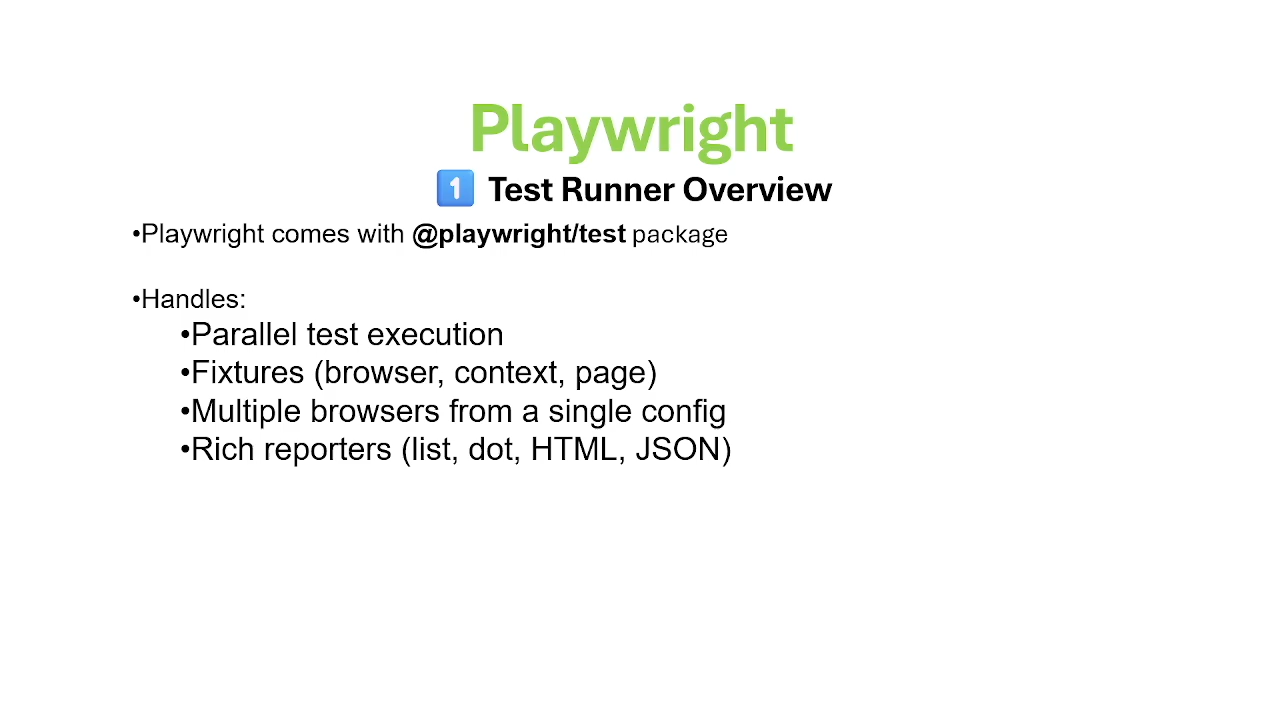 Playwright
1️⃣ Test Runner Overview
•Playwright comes with @playwright/test package
•Handles:
•Parallel test execution
•Fixtures (browser, context, page)
•Multiple browsers from a single config
•Rich reporters (list, dot, HTML, JSON)